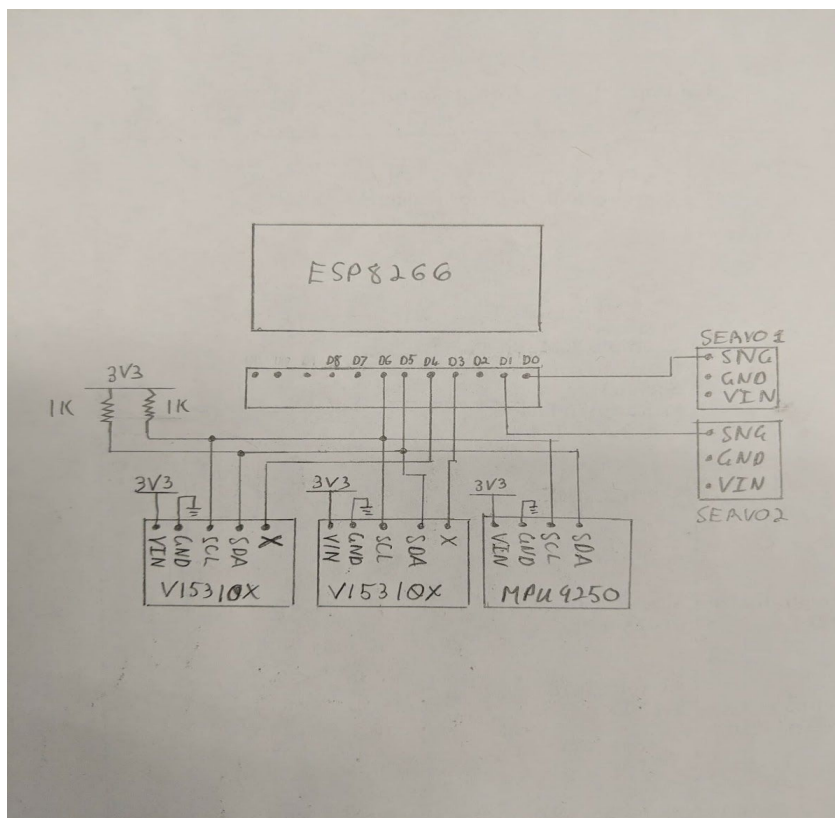 ESP8266
D8 D7 D6 D5 D4 D3 D2 D1 D0
SEAVO1
SNG
GND
VIN
SNG
GND
VIN
SEAVO2
3V3
1K
1K
3V3
VIN
GND
SCL
SDA
X
V15310X
3V3
VIN
GND
SCL
SDA
X
V15310X
3V3
VIN
GND
SCL
SDA
MPU9250